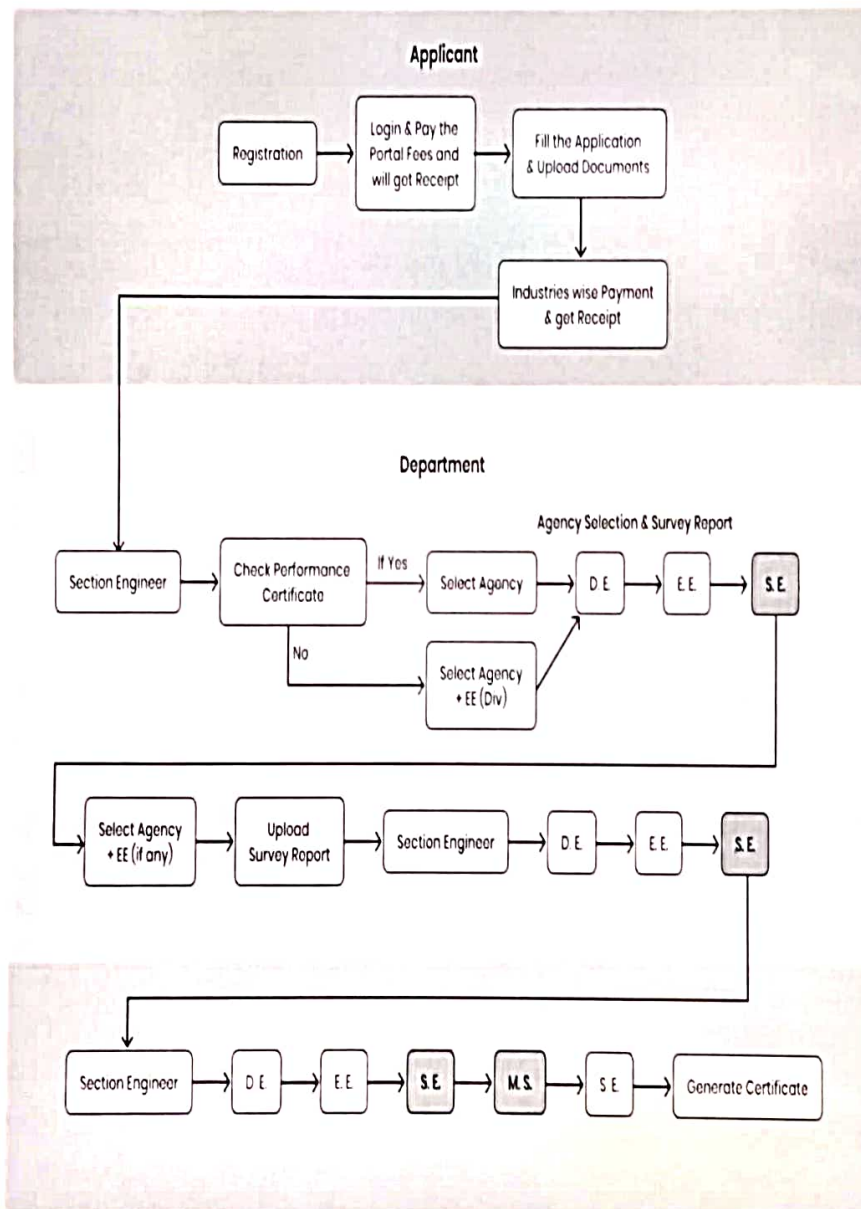 Applicant
Registration
Login & Pay the
Portal Fees and
will get Receipt
Fill the Application
& Upload Documents
Industries wise Payment
& get Receipt
Department
Agency Selection & Survey Report
Section Engineer
Check Performance
Certificate
If Yes
Select Agency
D.E.
E.E.
S.E.
No
Select Agency
+ EE (Div)
Select Agency
+ EE (if any)
Upload
Survey Report
Section Engineer
D.E.
E.E.
S.E.
Section Engineer
D.E.
E.E.
S.E.
M.S.
S.E.
Generate Certificate